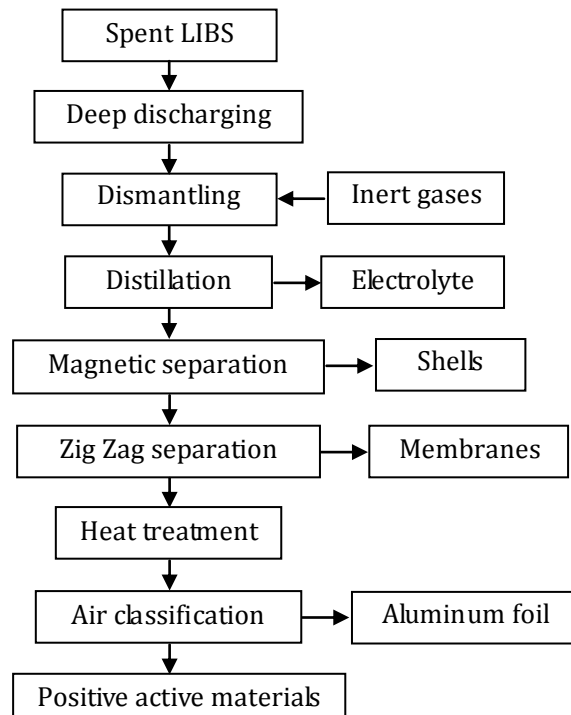 Spent LIBS
Deep discharging
Dismantling
Inert gases
Distillation
Electrolyte
Magnetic separation
Shells
Zig Zag separation
Membranes
Heat treatment
Air classification
Aluminum foil
Positive active materials